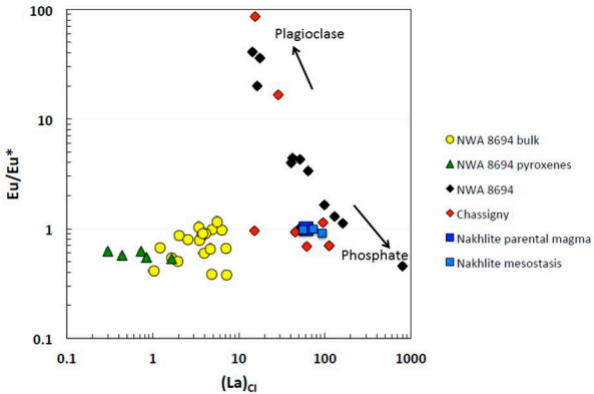 100
10
1
0.1
Eu/Eu*
0.1 1 10 100 1000
(La)CI
Plagioclase
Phosphate
NWA 8694 bulk
NWA 8694 pyroxenes
NWA 8694
Chassigny
Nakhlite parental magma
Nakhlite mesostasis